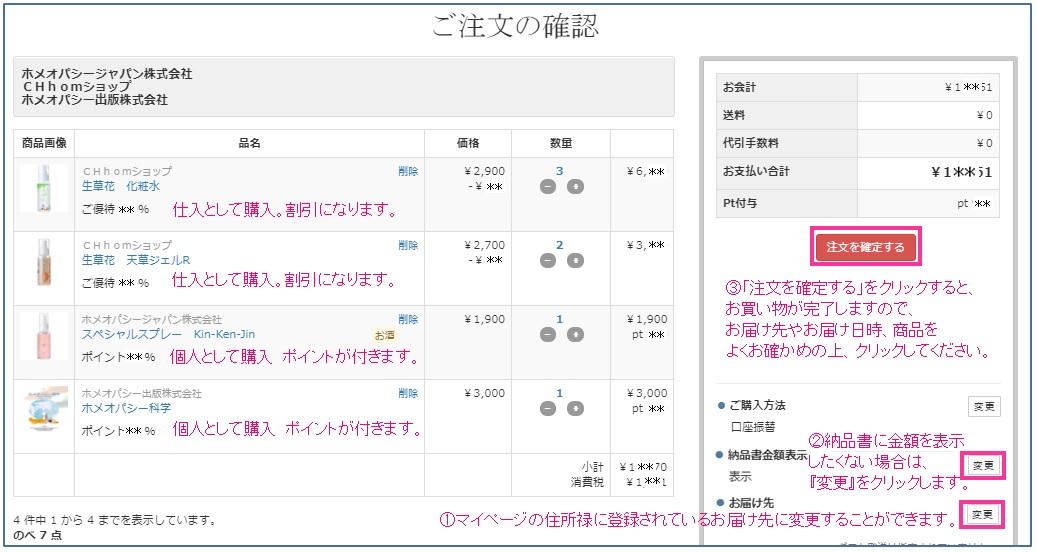 ご注文の確認
ホメオパシージャパン株式会社
ＣＨｈｏｍショップ
ホメオパシー出版株式会社
商品画像 品名 価格 数量
ＣＨｈｏｍショップ 削除 ¥2,900 3 ¥6,**
生草花　化粧水 -¥ **
ご優待 ** % 仕入として購入。割引になります。
ＣＨｈｏｍショップ 削除 ¥2,700 2 ¥3,**
生草花　天草ジェルR -¥ **
ご優待 ** % 仕入として購入。割引になります。
ホメオパシージャパン株式会社 削除 ¥1,900 1 ¥1,900
スペシャルスプレー　Kin-Ken-Jin お酒 pt **
ポイント** % 個人として購入 ポイントが付きます。
ホメオパシー出版株式会社 削除 ¥3,000 1 ¥3,000
ホメオパシー科学 pt **
ポイント** % 個人として購入 ポイントが付きます。
小計 ¥1**70
消費税 ¥1**1
4 件中 1 から 4 までを表示しています。
のべ 7 点
お会計 ¥1**51
送料 ¥0
代引手数料 ¥0
お支払い合計 ¥1**51
Pt付与 pt **
注文を確定する
③「注文を確定する」をクリックすると、
お買い物が完了しますので、
お届け先やお届け日時、商品を
よくお確かめの上、クリックしてください。
ご購入方法 変更
口座振替
②納品書に金額を表示
したくない場合は、
『変更』をクリックします。
納品書金額表示 変更
表示
お届け先 変更
①マイページの住所禄に登録されているお届け先に変更することができます。